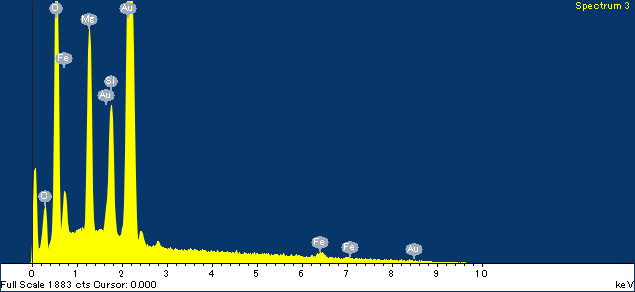 Spectrum 3
O
Mg
Au
Fe
Si
Au
O
Fe
Fe
Au
0 1 2 3 4 5 6 7 8 9 10
Full Scale 1883 cts Cursor: 0.000 keV